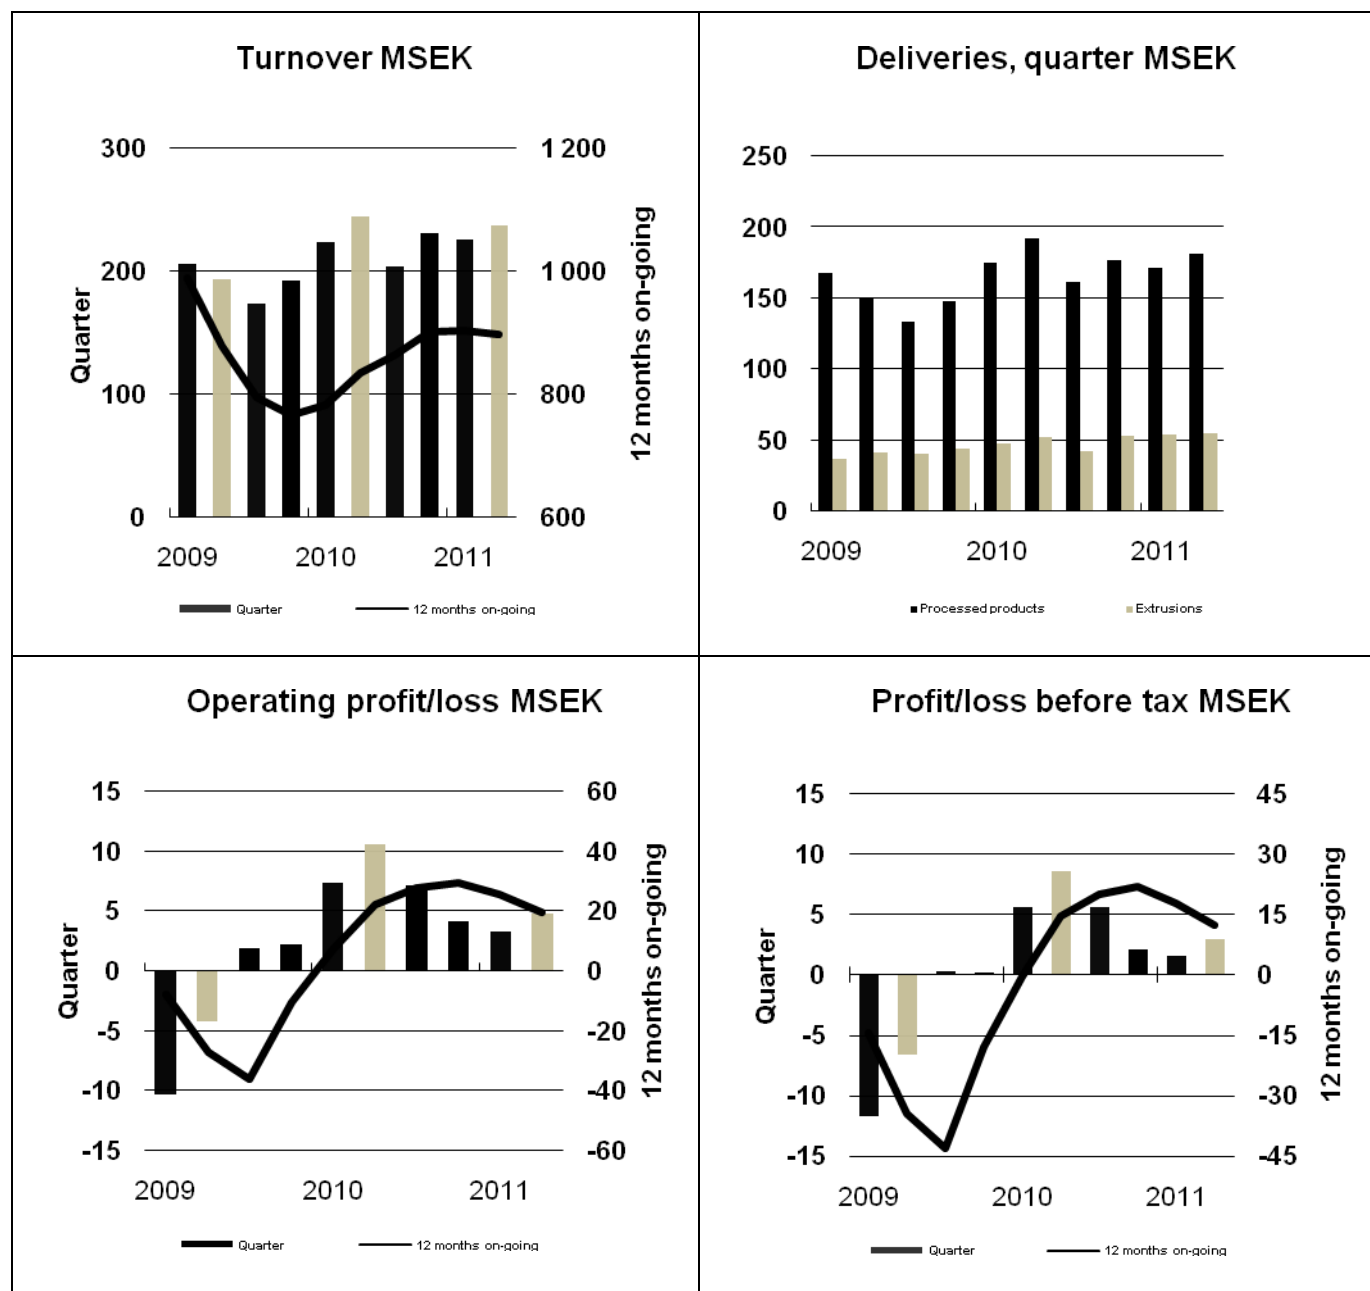 Turnover MSEK
300
200
100
0
1 200
1 000
800
600
Quarter
12 months on-going
2009 2010 2011
Quarter 12 months on-going
Deliveries, quarter MSEK
250
200
150
100
50
0
2009 2010 2011
Processed products Extrusions
Operating profit/loss MSEK
15
10
5
0
-5
-10
-15
60
40
20
0
-20
-40
-60
Quarter
12 months on-going
2009 2010 2011
Quarter 12 months on-going
Profit/loss before tax MSEK
15
10
5
0
-5
-10
-15
45
30
15
0
-15
-30
-45
Quarter
12 months on-going
2009 2010 2011
Quarter 12 months on-going